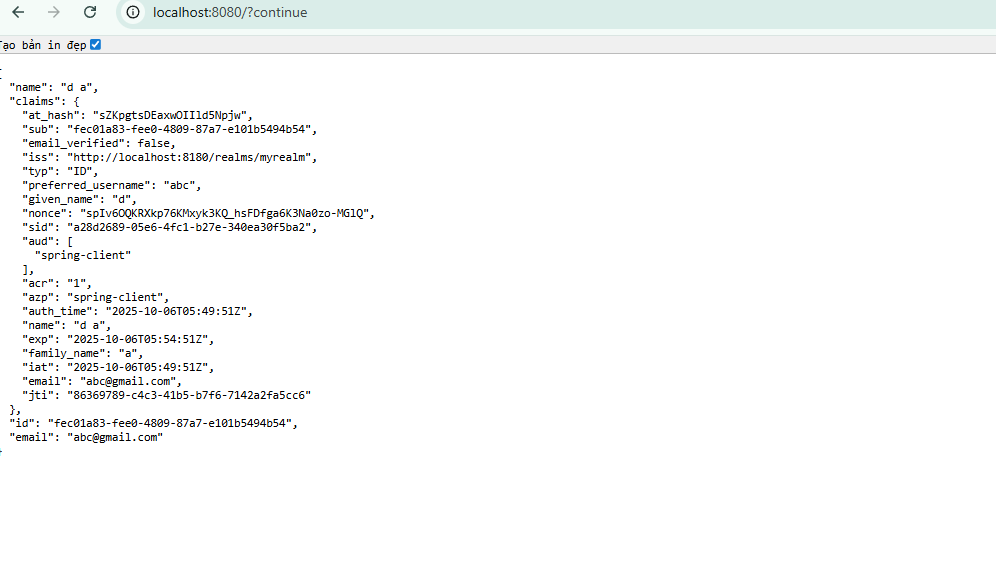 localhost:8080/?continue
Tạo bản in đẹp
{
"name": "d a",
"claims": {
"at_hash": "sZKpgtsDEaxwOIIld5Npjw",
"sub": "fec01a83-fee0-4809-87a7-e101b5494b54",
"email_verified": false,
"iss": "http://localhost:8180/realms/myrealm",
"typ": "ID",
"preferred_username": "abc",
"given_name": "d",
"nonce": "spIv6OQKRXkp76KMxyk3KQ_hsFDfga6K3Na0zo-MGlQ",
"sid": "a28d2689-05e6-4fc1-b27e-340ea30f5ba2",
"aud": [
"spring-client"
],
"acr": "1",
"azp": "spring-client",
"auth_time": "2025-10-06T05:49:51Z",
"name": "d a",
"exp": "2025-10-06T05:54:51Z",
"family_name": "a",
"iat": "2025-10-06T05:49:51Z",
"email": "abc@gmail.com",
"jti": "86369789-c4c3-41b5-b7f6-7142a2fa5cc6"
},
"id": "fec01a83-fee0-4809-87a7-e101b5494b54",
"email": "abc@gmail.com"
}